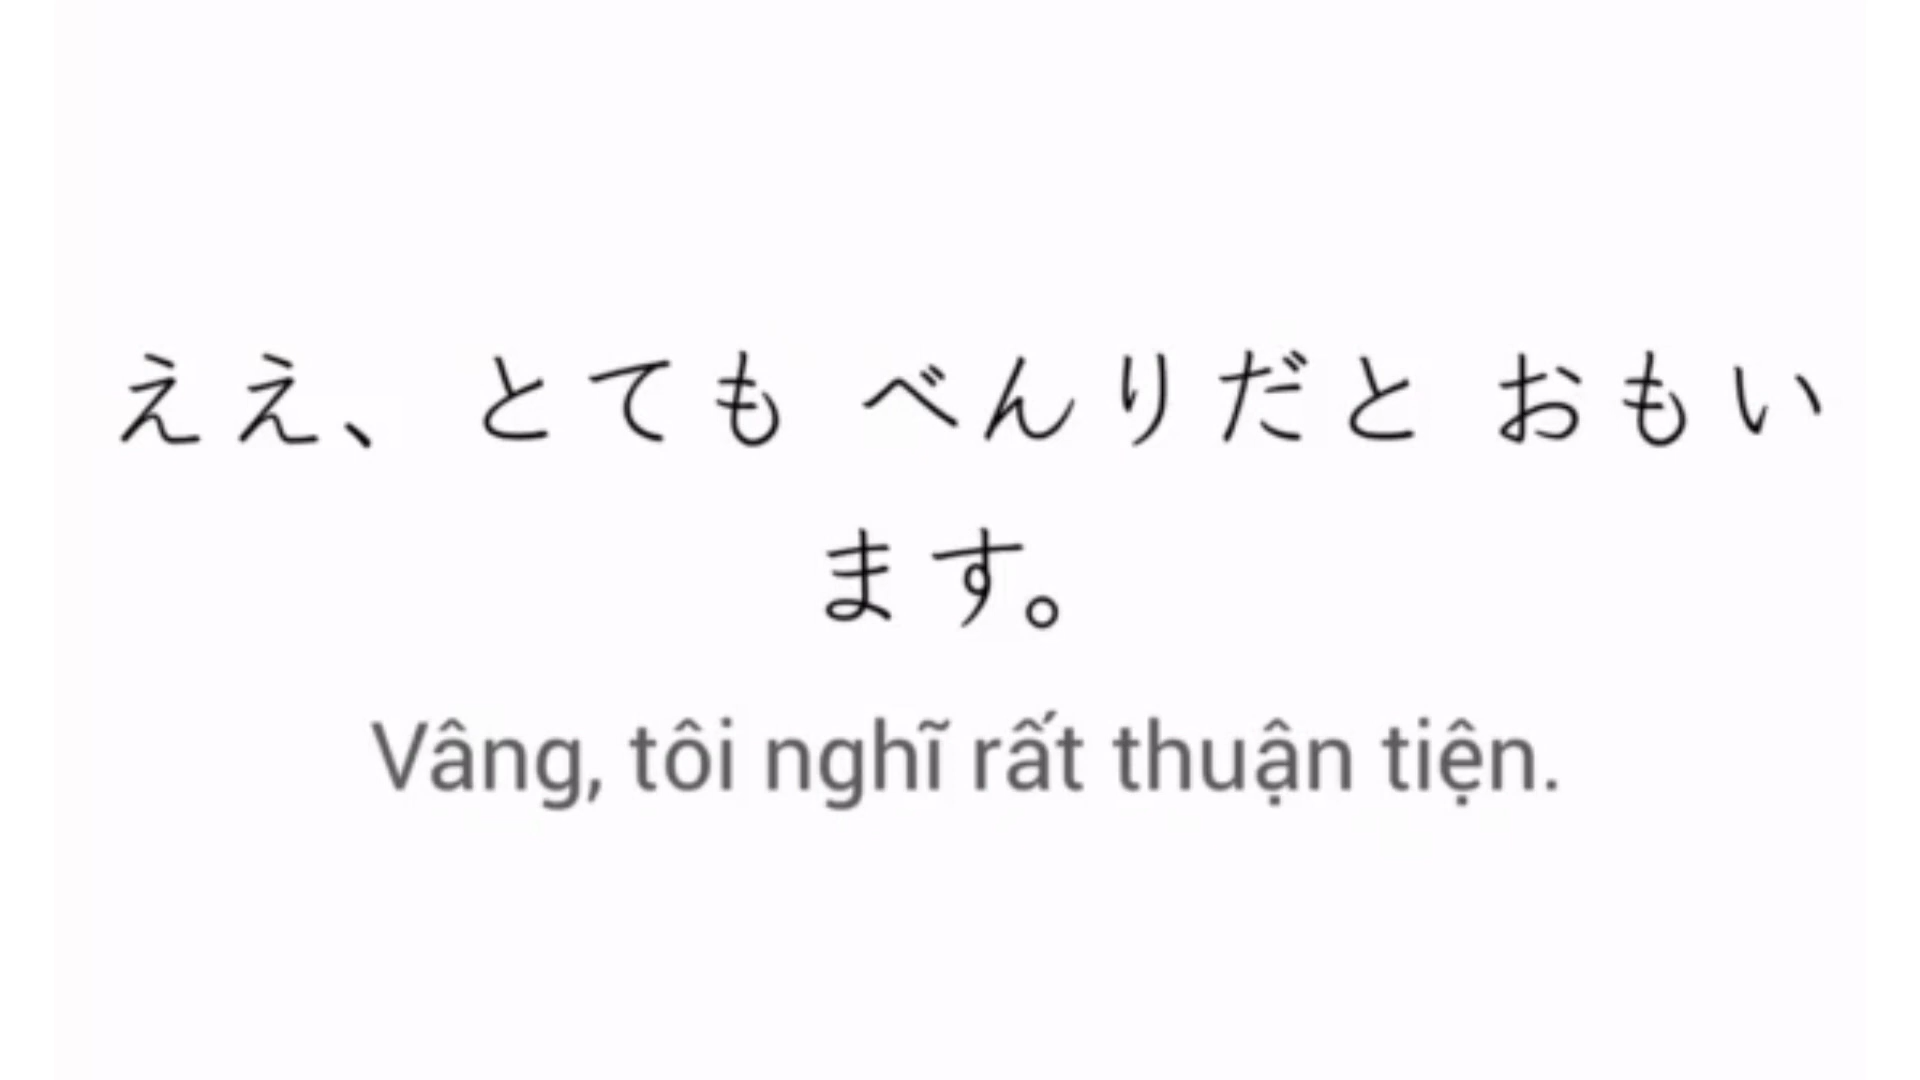 ええ、とても べんりだと おもい
ます。
Vâng, tôi nghĩ rất thuận tiện.